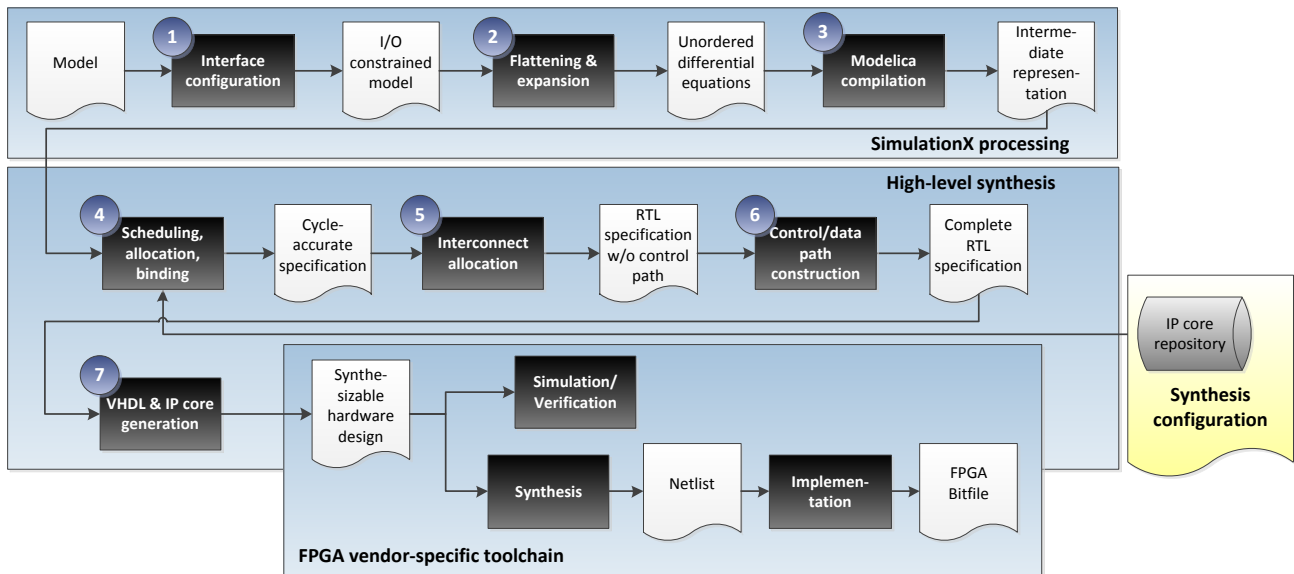 1
2
3
Model
Interface
configuration
I/O
constrained
model
Flattening &
expansion
Unordered
differential
equations
Modelica
compilation
Interme-
diate
represen-
tation
SimulationX processing
High-level synthesis
4
5
6
Scheduling,
allocation,
binding
Cycle-
accurate
specification
Interconnect
allocation
RTL
specification
w/o control
path
Control/data
path
construction
Complete
RTL
specification
IP core
repository
Synthesis
configuration
7
VHDL & IP core
generation
Synthe-
sizable
hardware
design
Simulation/
Verification
Synthesis
Netlist
Implemen-
tation
FPGA
Bitfile
FPGA vendor-specific toolchain